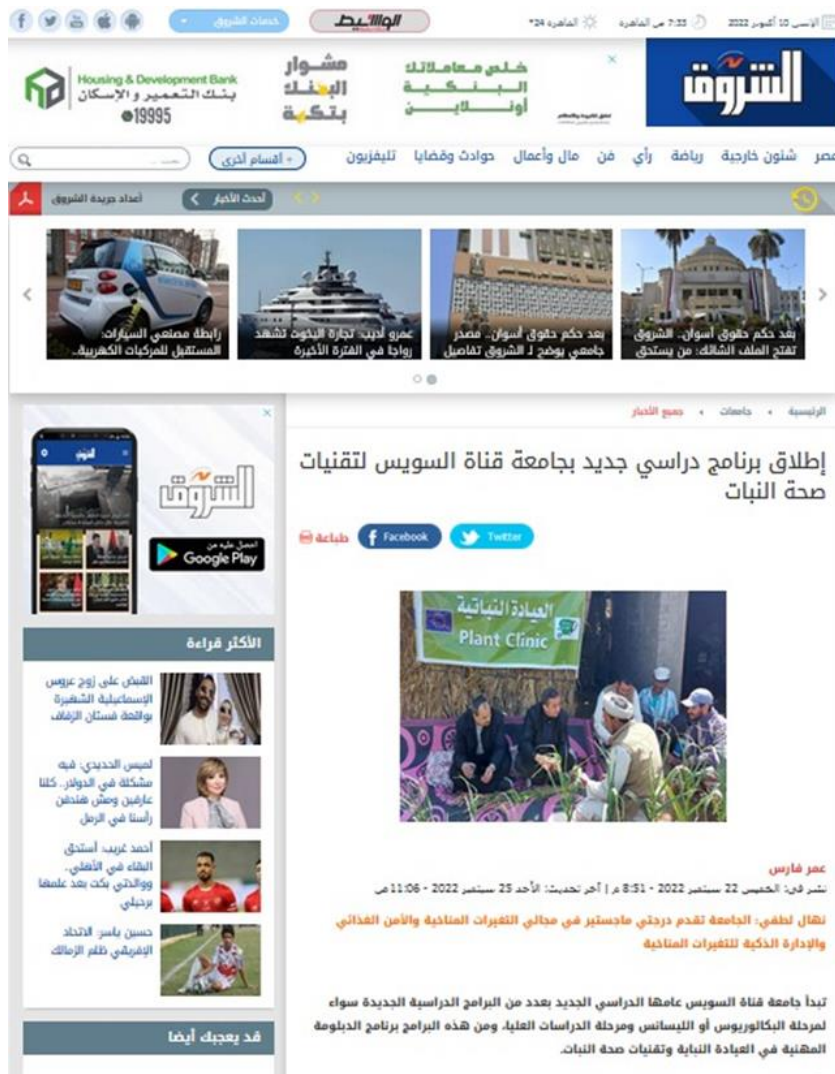 الإثنين 10 أكتوبر 2022
7:33 ص القاهرة
القاهرة 24°
الوسيط
خدمات الشروق
الشروق
خلص معاملاتك
البنكية
أونلاين
مشوار
البنك
بتكة
Housing & Development Bank
بنك التعمير و الإسكان
19995
مصر شئون خارجية رياضة رأي فن مال وأعمال حوادث وقضايا تليفزيون
+ أقسام أخرى
أحدث الأخبار
أعداد جريدة الشروق
بعد حكم حقوق أسوان.. الشروق
تفتح الملف الشائك: من يستحق
بعد حكم حقوق أسوان.. مصدر
جامعي يوضح لـ الشروق تفاصيل
عمرو أديب: تجارة اليخوت تشهد
رواجا في الفترة الأخيرة
رابطة مصنعي السيارات:
المستقبل للمركبات الكهربية..
الرئيسية › جامعات › جميع الأخبار
إطلاق برنامج دراسي جديد بجامعة قناة السويس لتقنيات
صحة النبات
Twitter
Facebook
طباعة
العيادة النباتية
Plant Clinic
عمر فارس
نشر في: الخميس 22 سبتمبر 2022 - 8:51 م | آخر تحديث: الأحد 25 سبتمبر 2022 - 11:06 ص
نهال لطفي: الجامعة تقدم درجتي ماجستير في مجالي التغيرات المناخية والأمن الغذائي
والإدارة الذكية للتغيرات المناخية
تبدأ جامعة قناة السويس عامها الدراسي الجديد بعدد من البرامج الدراسية الجديدة سواء
لمرحلة البكالوريوس أو الليسانس ومرحلة الدراسات العليا، ومن هذه البرامج برنامج الدبلومة
المهنية في العيادة النباية وتقنيات صحة النبات.
الشروق
احصل عليه من
Google Play
الأكثر قراءة
القبض على زوج عروس
الإسماعيلية الشهيرة
بواقعة فستان الزفاف
لميس الحديدي: فيه
مشكلة في الدولار.. كلنا
عارفين ومش هندفن
رأسنا في الرمل
أحمد غريب: أستحق
البقاء في الأهلي..
ووالدتي بكت بعد علمها
برحيلي
حسين ياسر: الاتحاد
الإفريقي ظلم الزمالك
قد يعجبك أيضا